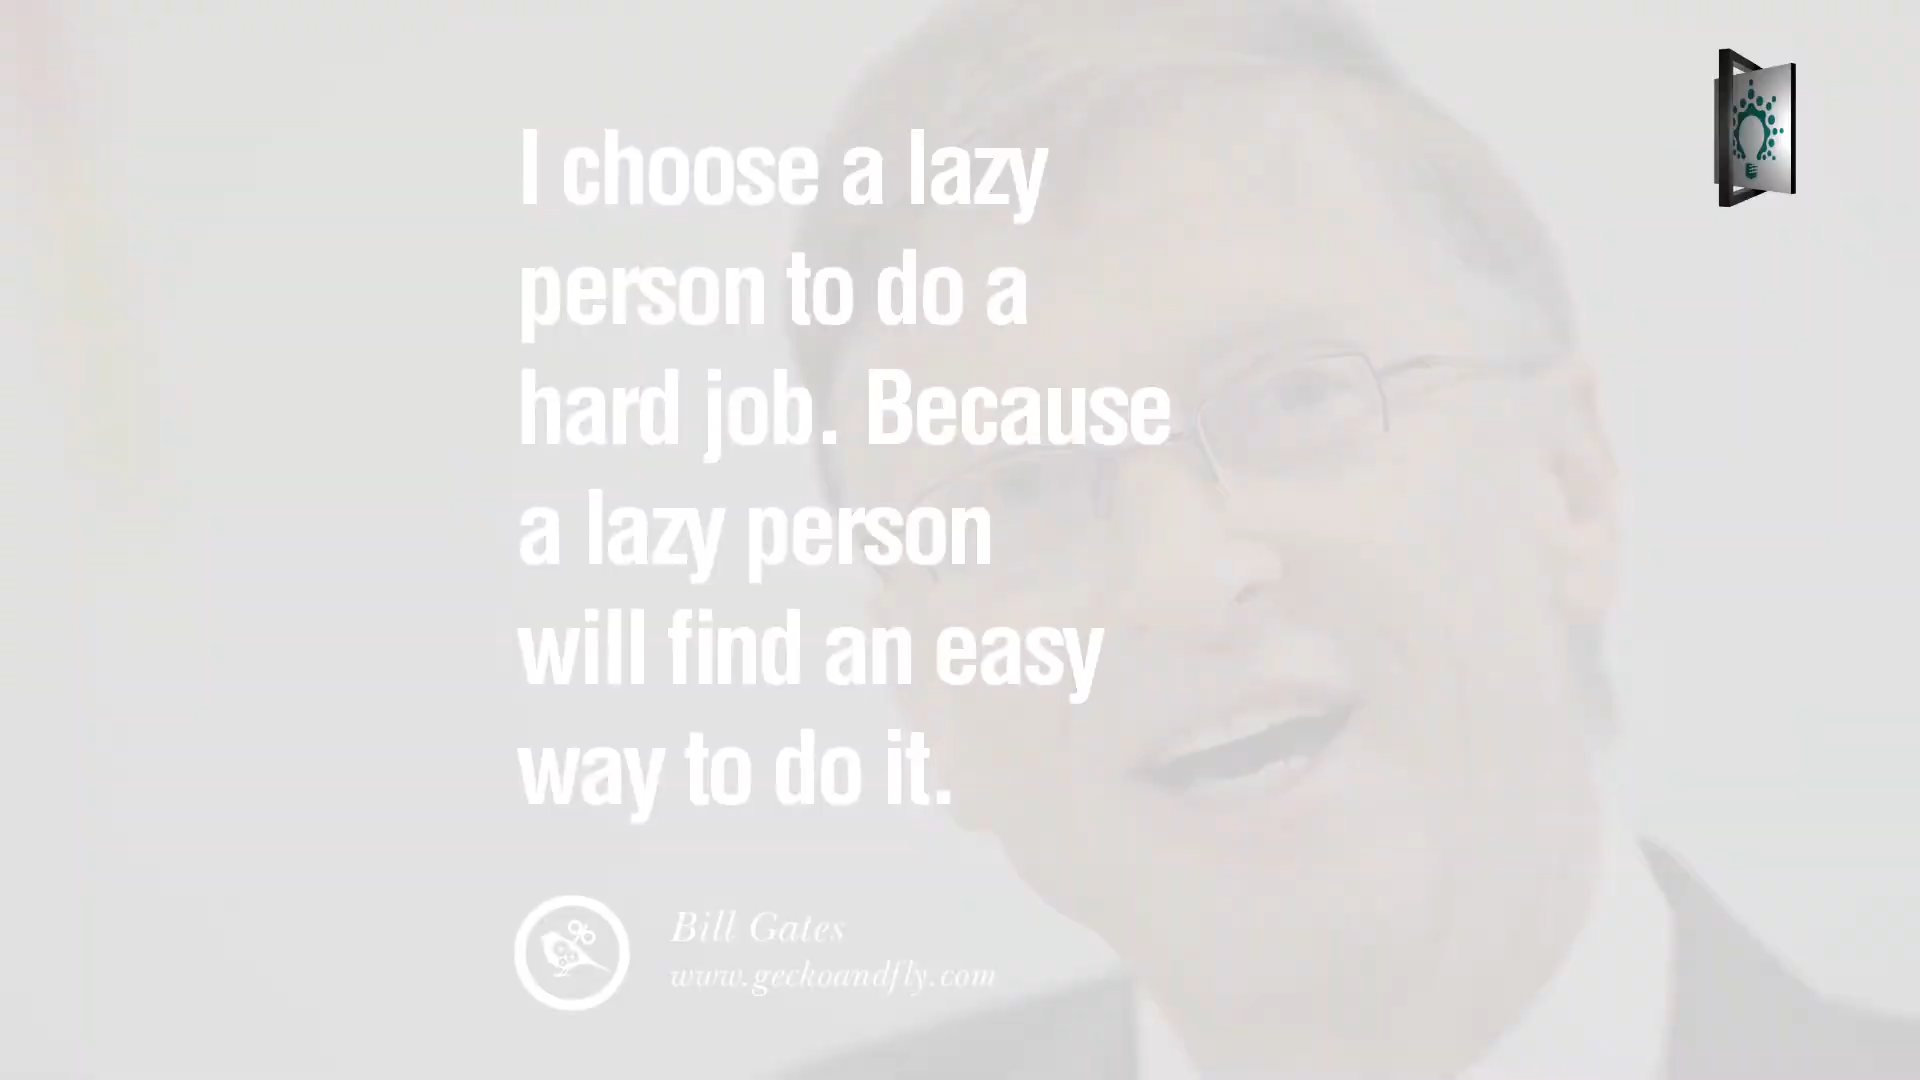 I choose a lazy
person to do a
hard job. Because
a lazy person
will find an easy
way to do it.
Bill Gates
www.geckoandfly.com